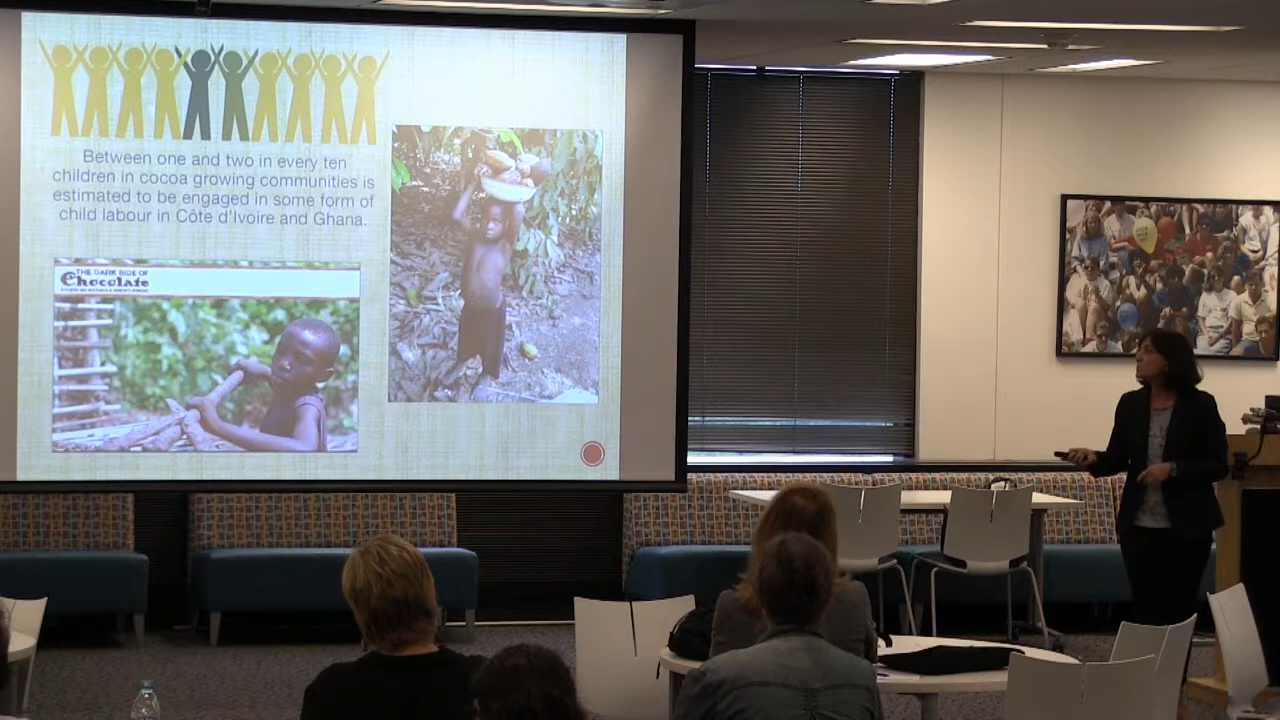 Between one and two in every ten
children in cocoa growing communities is
estimated to be engaged in some form of
child labour in Côte d'Ivoire and Ghana.
THE DARK SIDE OF
Chocolate